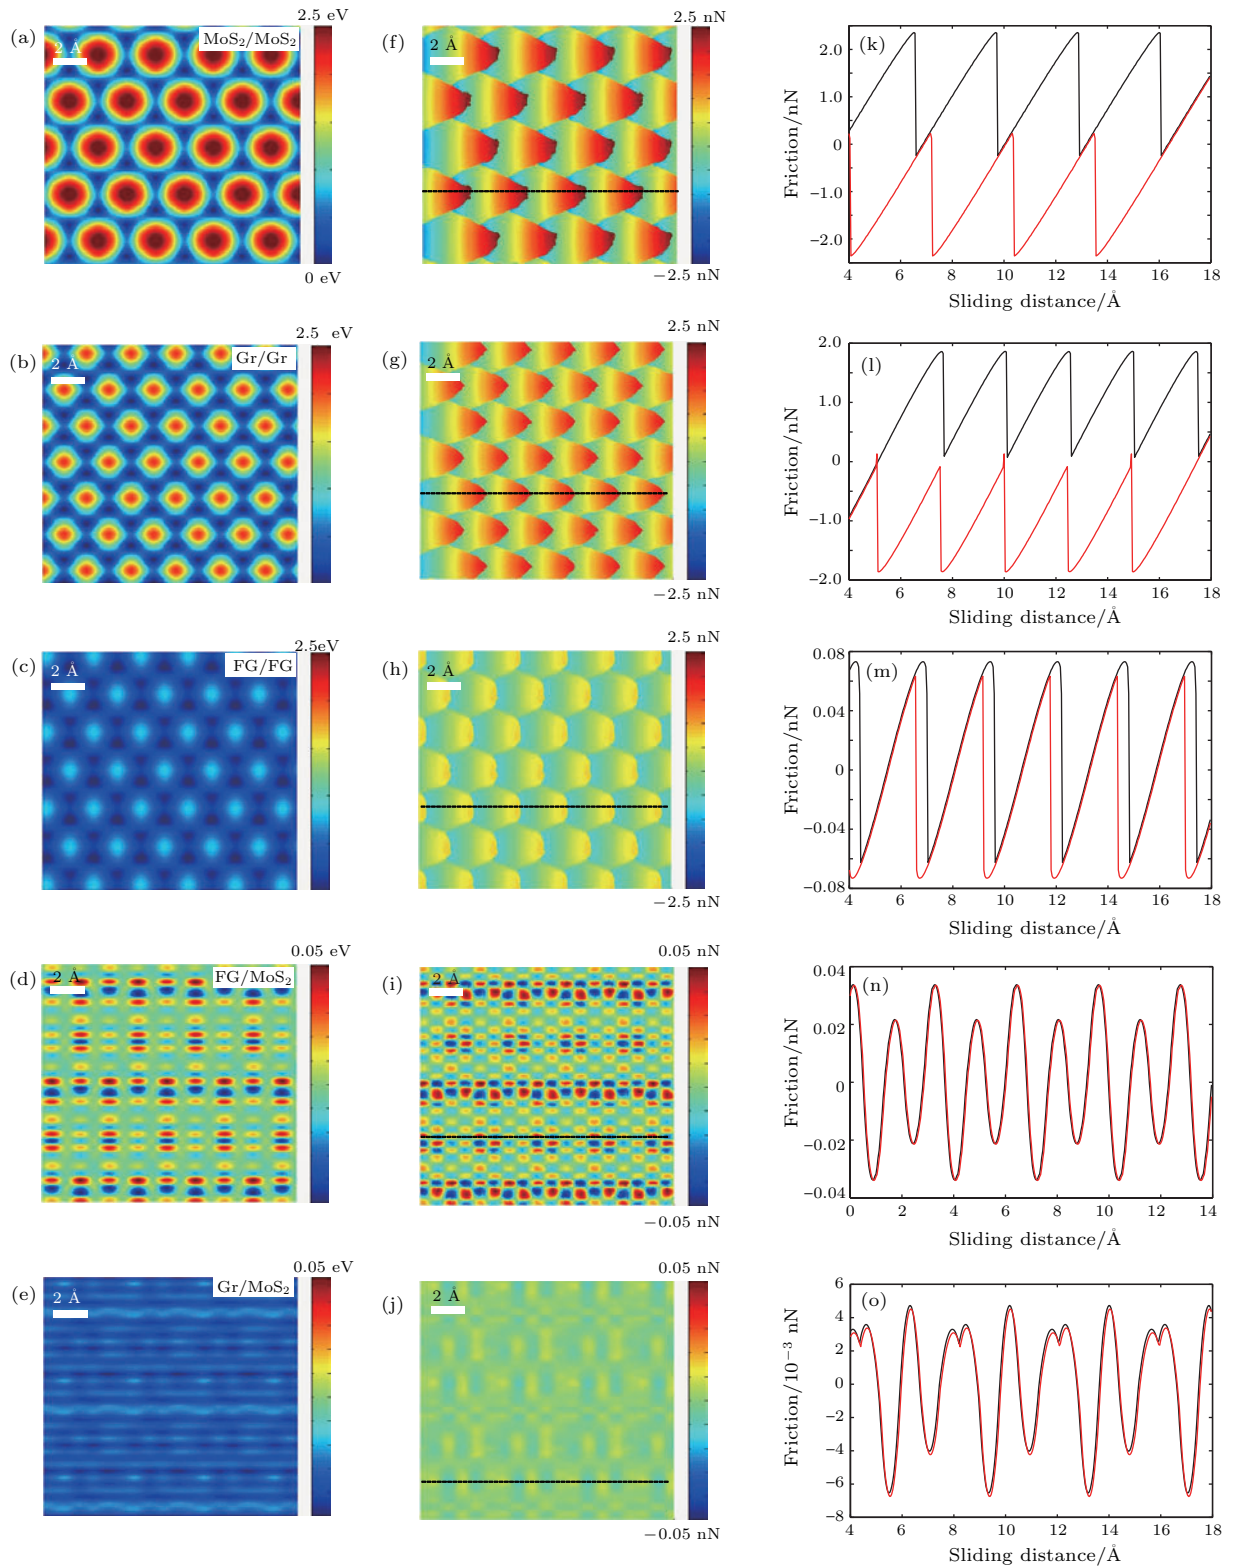 2.5 eV
(a)
MoS2/MoS2
2 Å
0 eV
(f)
2.5 nN
2 Å
−2.5 nN
(k)
2.0
1.0
0
−1.0
−2.0
Friction/nN
4 6 8 10 12 14 16 18
Sliding distance/Å
2.5 eV
(b)
Gr/Gr
2 Å
2.5 nN
(g)
2 Å
−2.5 nN
(l)
2.0
1.0
0
−1.0
−2.0
Friction/nN
4 6 8 10 12 14 16 18
Sliding distance/Å
2.5eV
(c)
FG/FG
2 Å
2.5 nN
(h)
2 Å
−2.5 nN
(m)
0.08
0.04
0
−0.04
−0.08
Friction/nN
4 6 8 10 12 14 16 18
Sliding distance/Å
0.05 eV
(d)
FG/MoS2
2 Å
0.05 nN
(i)
2 Å
−0.05 nN
(n)
0.04
0.02
0
−0.02
−0.04
Friction/nN
0 2 4 6 8 10 12 14
Sliding distance/Å
0.05 eV
(e)
Gr/MoS2
2 Å
0.05 nN
(j)
2 Å
−0.05 nN
(o)
6
4
2
0
−2
−4
−6
−8
Friction/10−3 nN
4 6 8 10 12 14 16 18
Sliding distance/Å